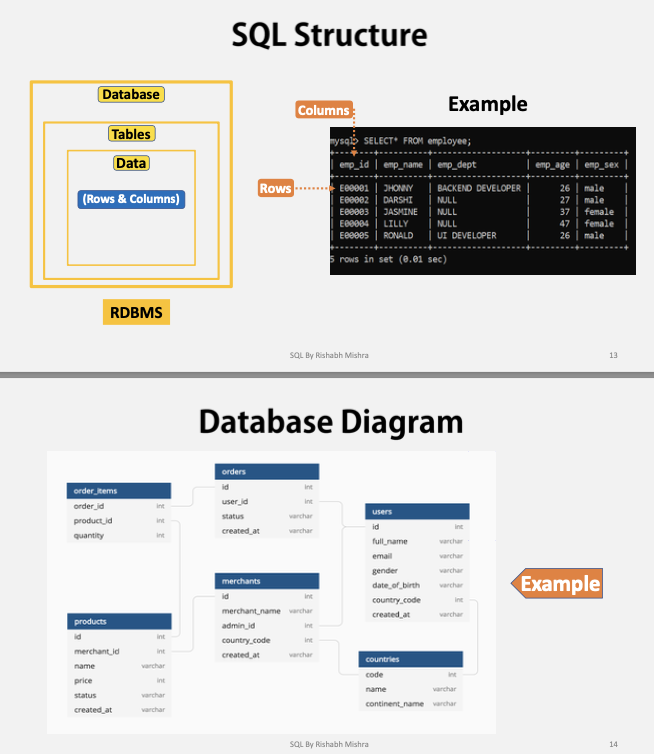 SQL Structure
Database
Tables
Data
(Rows & Columns)
RDBMS
Columns
Example
Rows
mysql> SELECT* FROM employee;
| emp_id | emp_name | emp_dept | emp_age | emp_sex |
| E00001 | JHONNY | BACKEND DEVELOPER | 26 | male |
| E00002 | DARSHI | NULL | 27 | male |
| E00003 | JASMINE | NULL | 37 | female |
| E00004 | LILLY | NULL | 47 | female |
| E00005 | RONALD | UI DEVELOPER | 26 | male |
5 rows in set (0.01 sec)
SQL By Rishabh Mishra
13
Database Diagram
order_items
order_id int
product_id int
quantity int
orders
id int
user_id int
status varchar
created_at varchar
users
id int
full_name varchar
email varchar
gender varchar
date_of_birth varchar
country_code int
created_at varchar
merchants
id int
merchant_name varchar
admin_id int
country_code int
created_at varchar
products
id int
merchant_id int
name varchar
price int
status varchar
created_at varchar
countries
code int
name varchar
continent_name varchar
Example
SQL By Rishabh Mishra
14